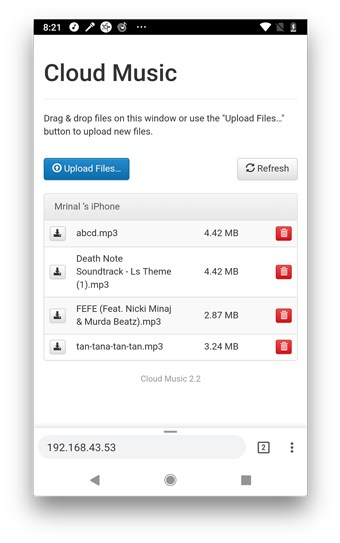 8:21
Cloud Music
Drag & drop files on this window or use the "Upload Files…"
button to upload new files.
Upload Files…
Refresh
Mrinal 's iPhone
abcd.mp3 4.42 MB
Death Note
Soundtrack - Ls Theme 4.42 MB
(1).mp3
FEFE (Feat. Nicki Minaj 2.87 MB
& Murda Beatz).mp3
tan-tana-tan-tan.mp3 3.24 MB
Cloud Music 2.2
192.168.43.53
2